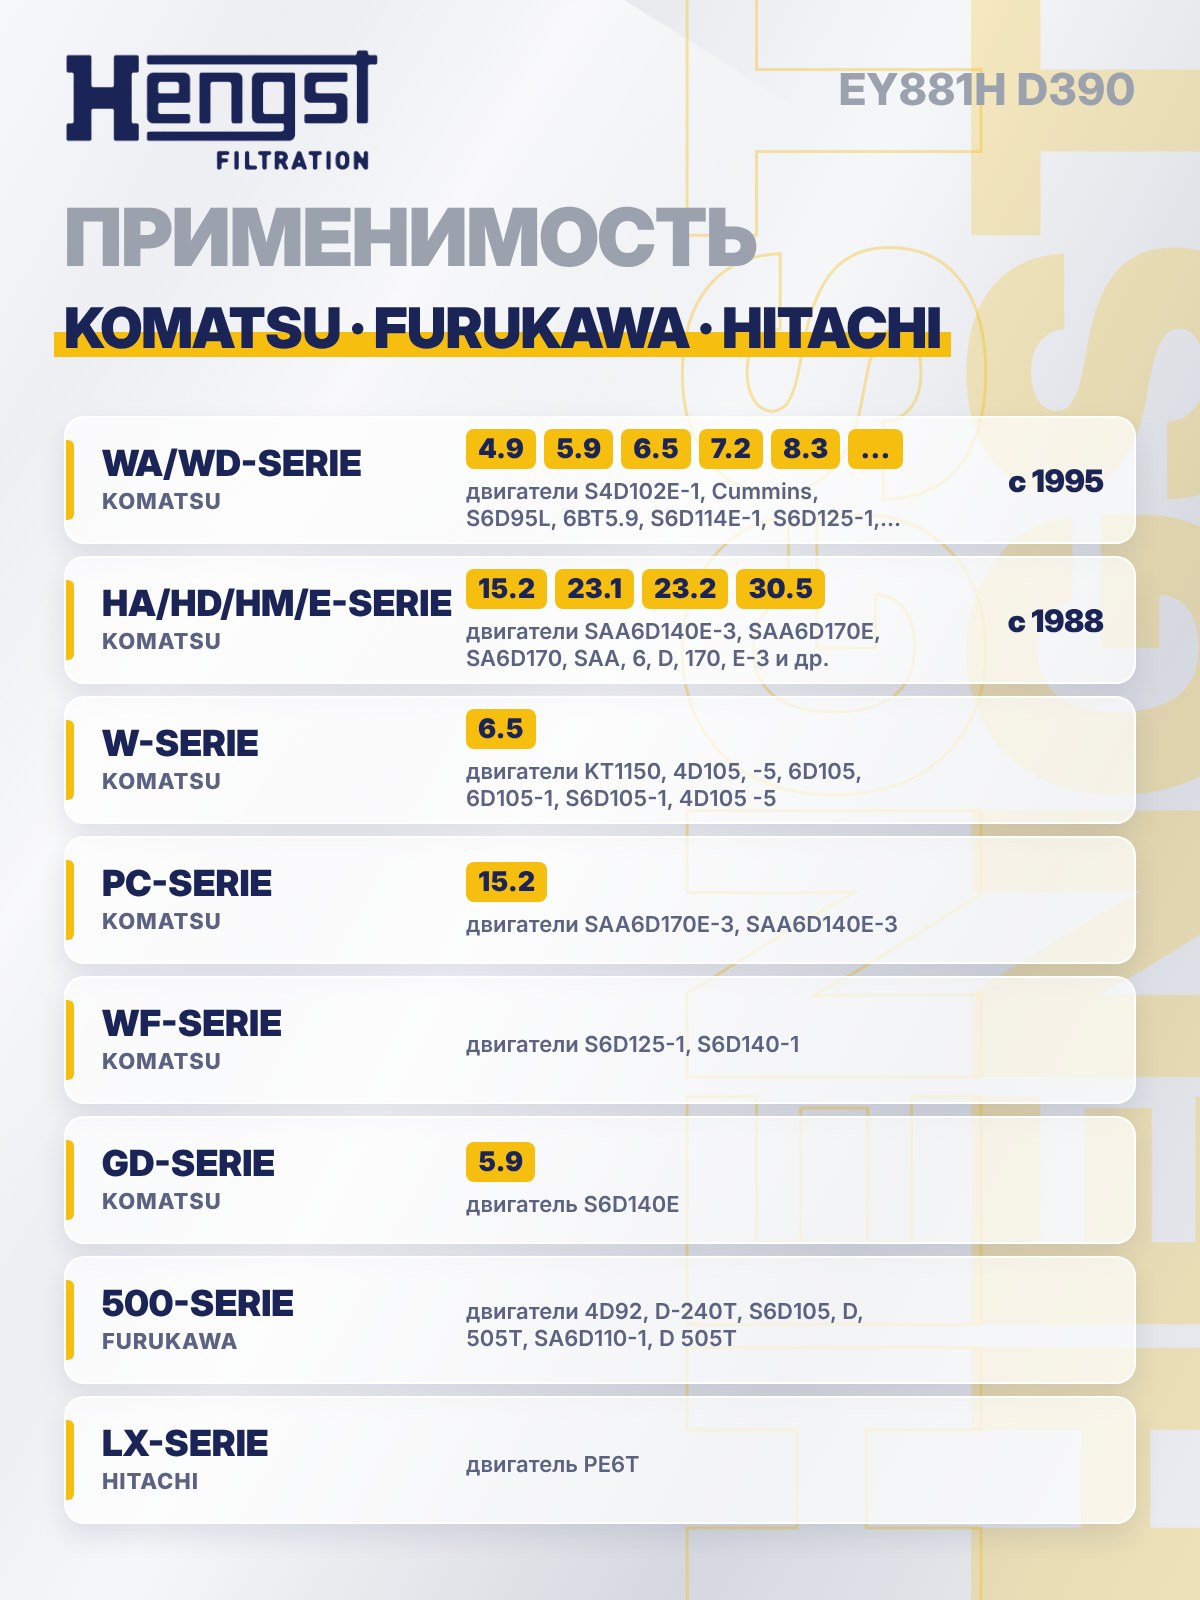 Hengst
FILTRATION
EY881H D390
ПРИМЕНИМОСТЬ
KOMATSU · FURUKAWA · HITACHI
WA/WD-SERIE
KOMATSU
4.9 5.9 6.5 7.2 8.3 ...
двигатели S4D102E-1, Cummins,
S6D95L, 6BT5.9, S6D114E-1, S6D125-1,...
с 1995
HA/HD/HM/E-SERIE
KOMATSU
15.2 23.1 23.2 30.5
двигатели SAA6D140E-3, SAA6D170E,
SA6D170, SAA, 6, D, 170, E-3 и др.
с 1988
W-SERIE
KOMATSU
6.5
двигатели KT1150, 4D105, -5, 6D105,
6D105-1, S6D105-1, 4D105 -5
PC-SERIE
KOMATSU
15.2
двигатели SAA6D170E-3, SAA6D140E-3
WF-SERIE
KOMATSU
двигатели S6D125-1, S6D140-1
GD-SERIE
KOMATSU
5.9
двигатель S6D140E
500-SERIE
FURUKAWA
двигатели 4D92, D-240T, S6D105, D,
505T, SA6D110-1, D 505T
LX-SERIE
HITACHI
двигатель PE6T
HENGST
HENGST